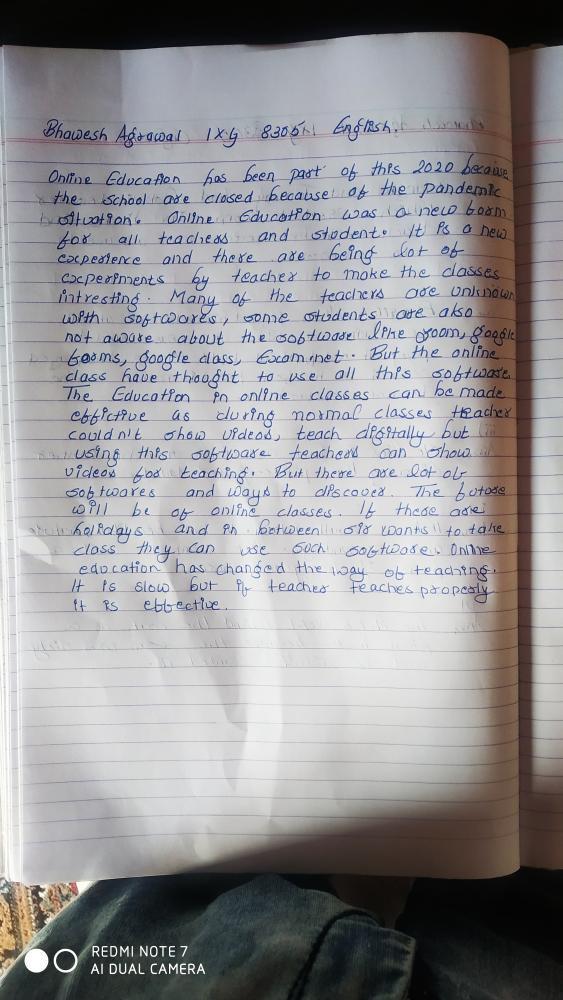 Bhawesh Agrawal IX G 8305 English.
Online Education has been part of this 2020 because
the school are closed because of the pandemic
situation. Online Education was a new form
for all teachers and student. It is a new
experience and there are being lot of
experiments by teacher to make the classes
intresting. Many of the teachers are unknown
with softwares, some students are also
not aware about the software like zoom, google
forms, google class, Exam.net. But the online
class have thought to use all this software.
The Education in online classes can be made
effictive as during normal classes teacher
couldn't show videos, teach digitally but
using this software teachers can show
videos for teaching. But there are lot of
softwares and ways to discover. The future
will be of online classes. If there are
holidays and in between sir wants to take
class they can use such software. Online
education has changed the way of teaching.
It is slow but if teacher teaches properly
it is effective.
REDMI NOTE 7
AI DUAL CAMERA